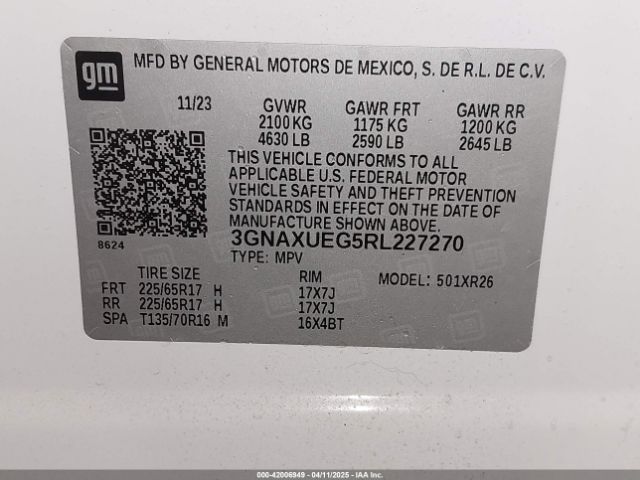 gm
MFD BY GENERAL MOTORS DE MEXICO, S. DE R.L. DE C.V.
11/23 GVWR GAWR FRT GAWR RR
2100 KG 1175 KG 1200 KG
4630 LB 2590 LB 2645 LB
THIS VEHICLE CONFORMS TO ALL
APPLICABLE U.S. FEDERAL MOTOR
VEHICLE SAFETY AND THEFT PREVENTION
STANDARDS IN EFFECT ON THE DATE OF
MANUFACTURE SHOWN ABOVE.
8624
3GNAXUEG5RL227270
TYPE: MPV
TIRE SIZE RIM MODEL: 501XR26
FRT 225/65R17 H 17X7J
RR 225/65R17 H 17X7J
SPA T135/70R16 M 16X4BT
000-42006949 - 04/11/2025 - IAA Inc.